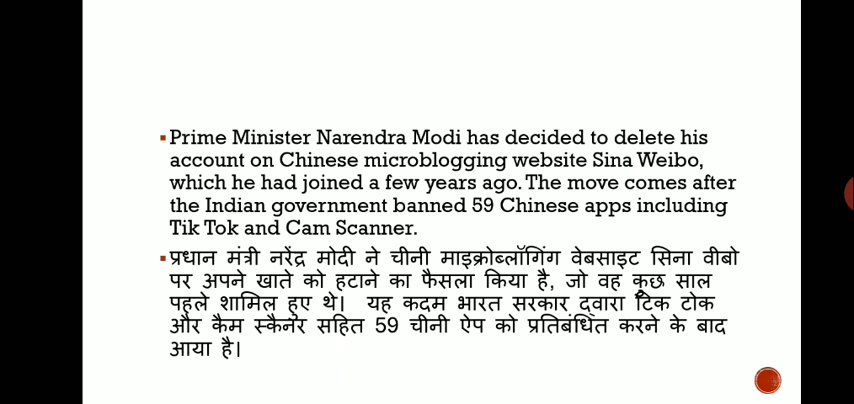 Prime Minister Narendra Modi has decided to delete his
account on Chinese microblogging website Sina Weibo,
which he had joined a few years ago. The move comes after
the Indian government banned 59 Chinese apps including
Tik Tok and Cam Scanner.
प्रधान मंत्री नरेंद्र मोदी ने चीनी माइक्रोब्लॉगिंग वेबसाइट सिना वीबो
पर अपने खाते को हटाने का फैसला किया है, जो वह कुछ साल
पहले शामिल हुए थे। यह कदम भारत सरकार द्वारा टिक टोक
और कैम स्कैनर सहित 59 चीनी ऐप को प्रतिबंधित करने के बाद
आया है।